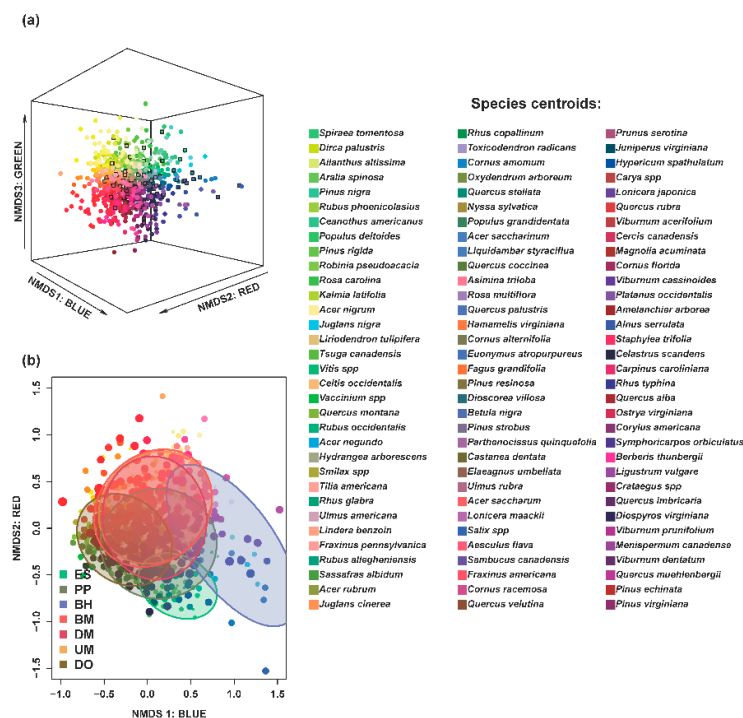 (a)
NMDS3: GREEN
NMDS1: BLUE
NMDS2: RED
(b)
1.5
1.0
0.5
0.0
−0.5
−1.0
−1.5
NMDS2: RED
ES
PP
BH
BM
DM
UM
DO
−1.0 −0.5 0.0 0.5 1.0 1.5
NMDS 1: BLUE
Species centroids:
Spiraea tomentosa
Dirca palustris
Ailanthus altissima
Aralia spinosa
Pinus nigra
Rubus phoenicolasius
Ceanothus americanus
Populus deltoides
Pinus rigida
Robinia pseudoacacia
Rosa carolina
Kalmia latifolia
Acer nigrum
Juglans nigra
Liriodendron tulipifera
Tsuga canadensis
Vitis spp
Celtis occidentalis
Vaccinium spp
Quercus montana
Rubus occidentalis
Acer negundo
Hydrangea arborescens
Smilax spp
Tilia americana
Rhus glabra
Ulmus americana
Lindera benzoin
Fraxinus pennsylvanica
Rubus allegheniensis
Sassafras albidum
Acer rubrum
Juglans cinerea
Rhus copallinum
Toxicodendron radicans
Cornus amomum
Oxydendrum arboreum
Quercus stellata
Nyssa sylvatica
Populus grandidentata
Acer saccharinum
Liquidambar styraciflua
Quercus coccinea
Asimina triloba
Rosa multiflora
Quercus palustris
Hamamelis virginiana
Cornus alternifolia
Euonymus atropurpureus
Fagus grandifolia
Pinus resinosa
Dioscorea villosa
Betula nigra
Pinus strobus
Parthenocissus quinquefolia
Castanea dentata
Elaeagnus umbellata
Ulmus rubra
Acer saccharum
Lonicera maackii
Salix spp
Aesculus flava
Sambucus canadensis
Fraxinus americana
Cornus racemosa
Quercus velutina
Prunus serotina
Juniperus virginiana
Hypericum spathulatum
Carya spp
Lonicera japonica
Quercus rubra
Viburnum acerifolium
Cercis canadensis
Magnolia acuminata
Cornus florida
Viburnum cassinoides
Platanus occidentalis
Amelanchier arborea
Alnus serrulata
Staphylea trifolia
Celastrus scandens
Carpinus caroliniana
Rhus typhina
Quercus alba
Ostrya virginiana
Corylus americana
Symphoricarpos orbiculatus
Berberis thunbergii
Ligustrum vulgare
Crataegus spp
Quercus imbricaria
Diospyros virginiana
Viburnum prunifolium
Menispermum canadense
Viburnum dentatum
Quercus muehlenbergii
Pinus echinata
Pinus virginiana